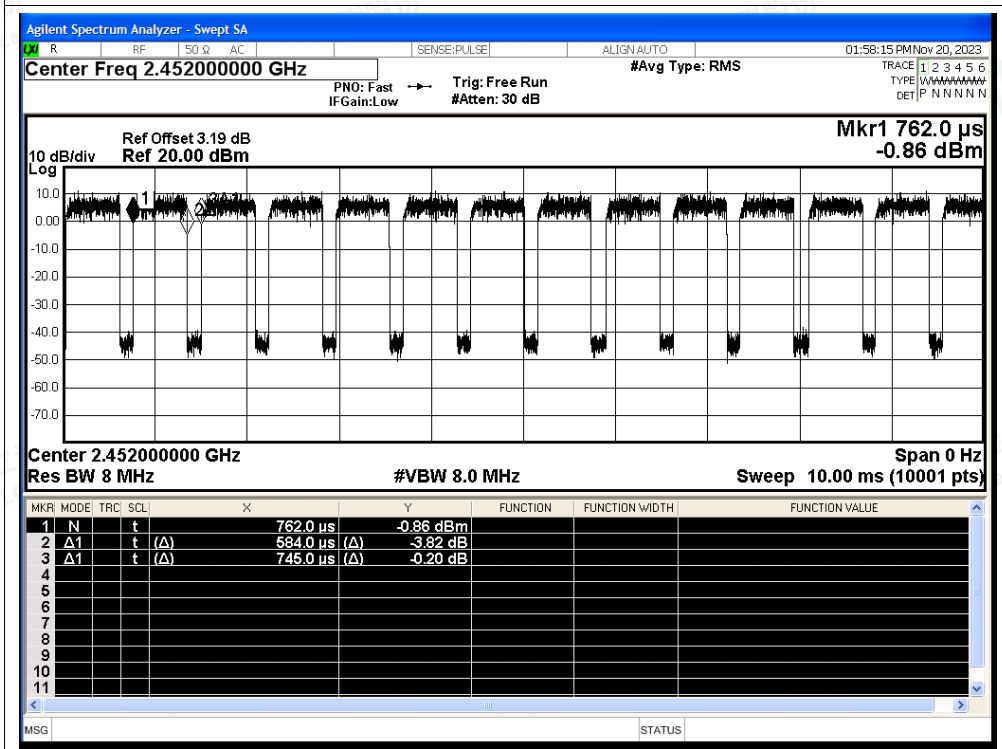 Agilent Spectrum Analyzer - Swept SA
LXI R RF 50 Ω AC SENSE:PULSE ALIGN AUTO 01:58:15 PM Nov 20, 2023
Center Freq 2.452000000 GHz #Avg Type: RMS TRACE 1 2 3 4 5 6
PNO: Fast Trig: Free Run TYPE WWWWWW
IFGain:Low #Atten: 30 dB DET P N N N N N
Mkr1 762.0 µs
Ref Offset 3.19 dB
10 dB/div Ref 20.00 dBm -0.86 dBm
Log
10.0
1
0.00
-10.0
-20.0
-30.0
-40.0
-50.0
-60.0
-70.0
Center 2.452000000 GHz Span 0 Hz
Res BW 8 MHz #VBW 8.0 MHz Sweep 10.00 ms (10001 pts)
MKR MODE TRC SCL X Y FUNCTION FUNCTION WIDTH FUNCTION VALUE
1 N t 762.0 µs -0.86 dBm
2 Δ1 t (Δ) 584.0 µs (Δ) -3.82 dB
3 Δ1 t (Δ) 745.0 µs (Δ) -0.20 dB
4
5
6
7
8
9
10
11
MSG STATUS